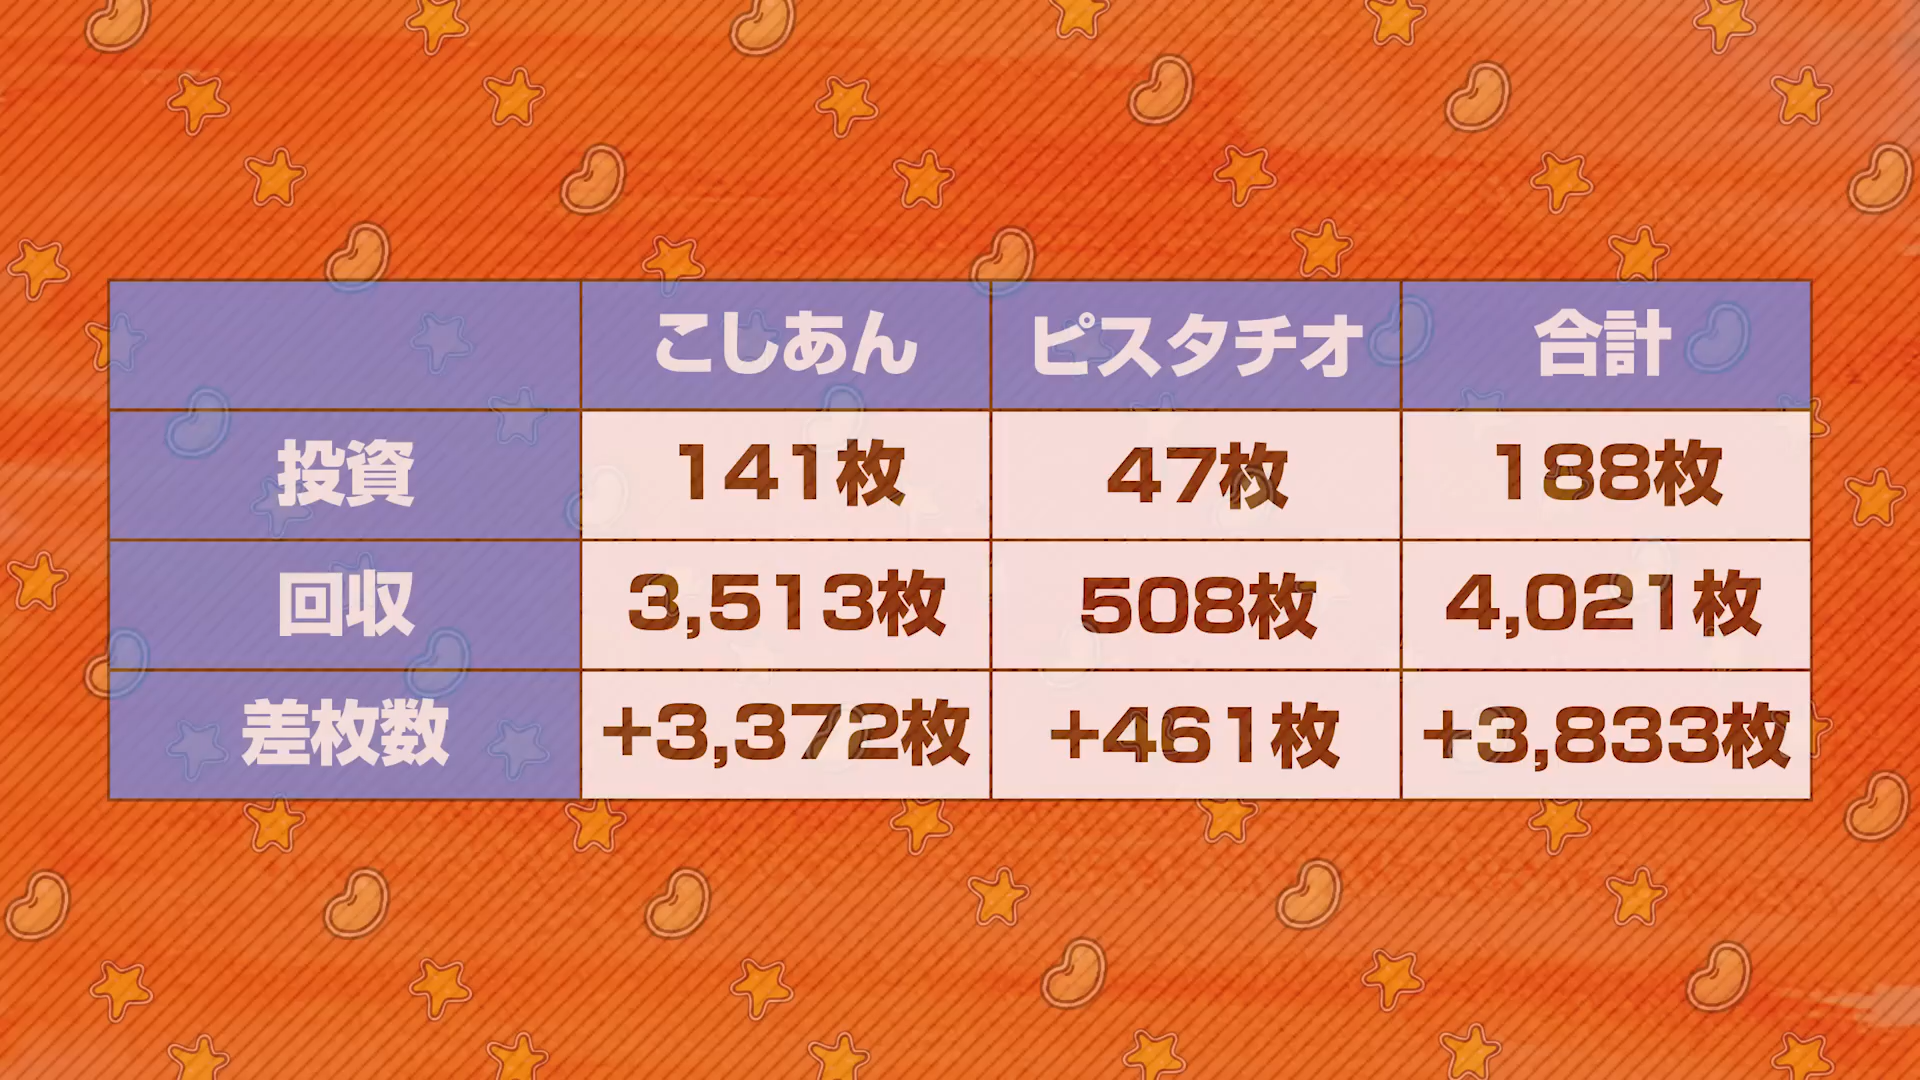 こしあん ピスタチオ 合計
投資 141枚 47枚 188枚
回収 3,513枚 508枚 4,021枚
差枚数 +3,372枚 +461枚 +3,833枚